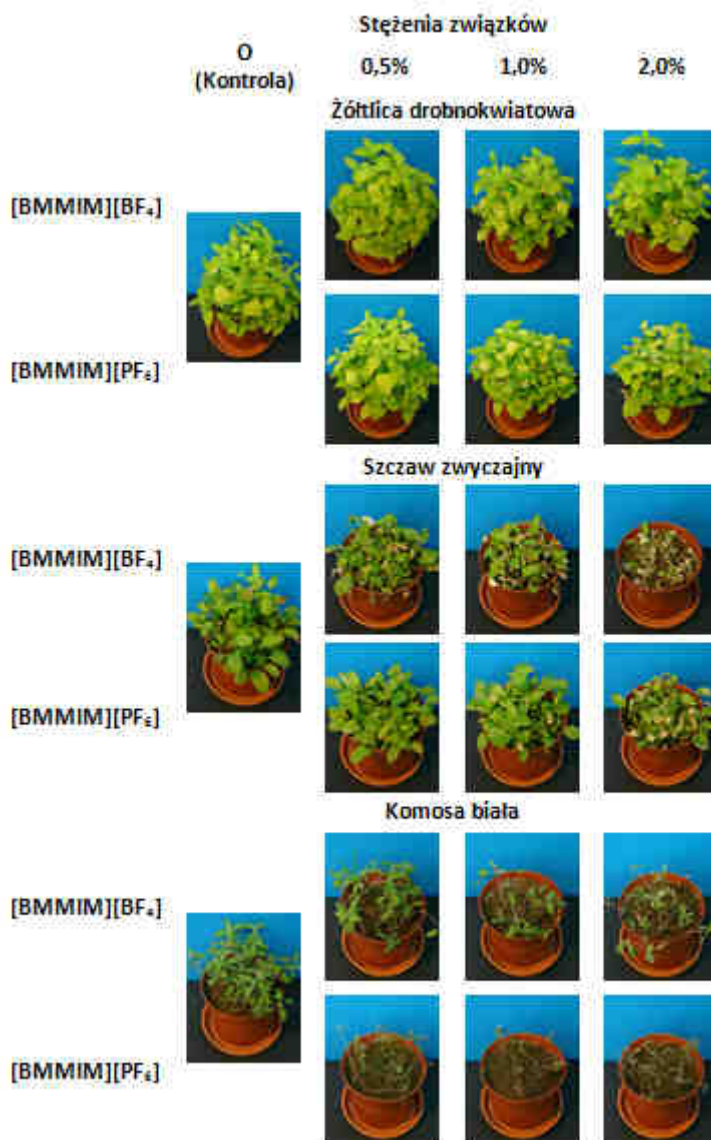 Stężenia związków
O
(Kontrola)
0,5% 1,0% 2,0%
Żółtlica drobnokwiatowa
[BMMIM][BF₄]
[BMMIM][PF₆]
Szczaw zwyczajny
[BMMIM][BF₄]
[BMMIM][PF₆]
Komosa biała
[BMMIM][BF₄]
[BMMIM][PF₆]